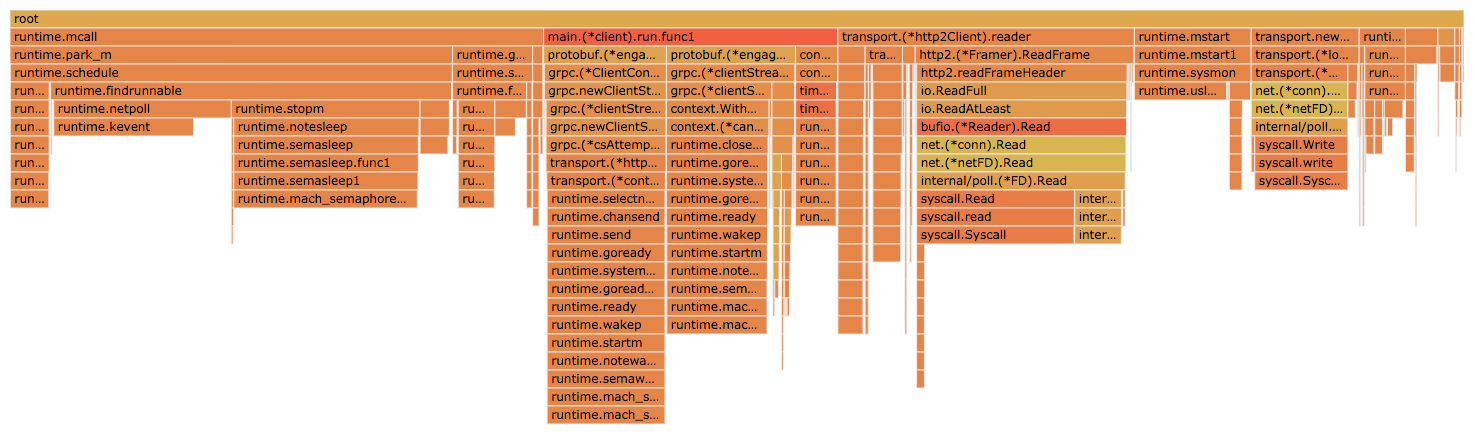 root
runtime.mcall main.(*client).run.func1 transport.(*http2Client).reader runtime.mstart transport.new... runti...
runtime.park_m runtime.g... protobuf.(*enga... protobuf.(*engag... con... tra... http2.(*Framer).ReadFrame runtime.mstart1 transport.(*lo... run...
runtime.schedule runtime.s... grpc.(*ClientCon... grpc.(*clientStrea... con... http2.readFrameHeader runtime.sysmon transport.(*... run...
run... runtime.findrunnable runtime.f... grpc.newClientSt... grpc.(*clientS... tim... io.ReadFull runtime.usl... net.(*conn).... run...
run... runtime.netpoll runtime.stopm ru... grpc.(*clientStre... context.With... tim... io.ReadAtLeast net.(*netFD)....
run... runtime.kevent runtime.notesleep ru... grpc.newClientS... context.(*can... run... bufio.(*Reader).Read internal/poll....
run... runtime.semasleep ru... grpc.(*csAttemp... runtime.close... run... net.(*conn).Read syscall.Write
run... runtime.semasleep.func1 ru... transport.(*http... runtime.gore... run... net.(*netFD).Read syscall.write
run... runtime.semasleep1 ru... transport.(*cont... runtime.syste... run... internal/poll.(*FD).Read syscall.Sysc...
run... runtime.mach_semaphore... ru... runtime.selectn... runtime.gore... run... syscall.Read inter...
runtime.chansend runtime.ready run... syscall.read inter...
runtime.send runtime.wakep syscall.Syscall inter...
runtime.goready runtime.startm
runtime.system... runtime.note...
runtime.goread... runtime.sem...
runtime.ready runtime.mac...
runtime.wakep runtime.mac...
runtime.startm
runtime.notewa...
runtime.semaw...
runtime.mach_s...
runtime.mach_s...